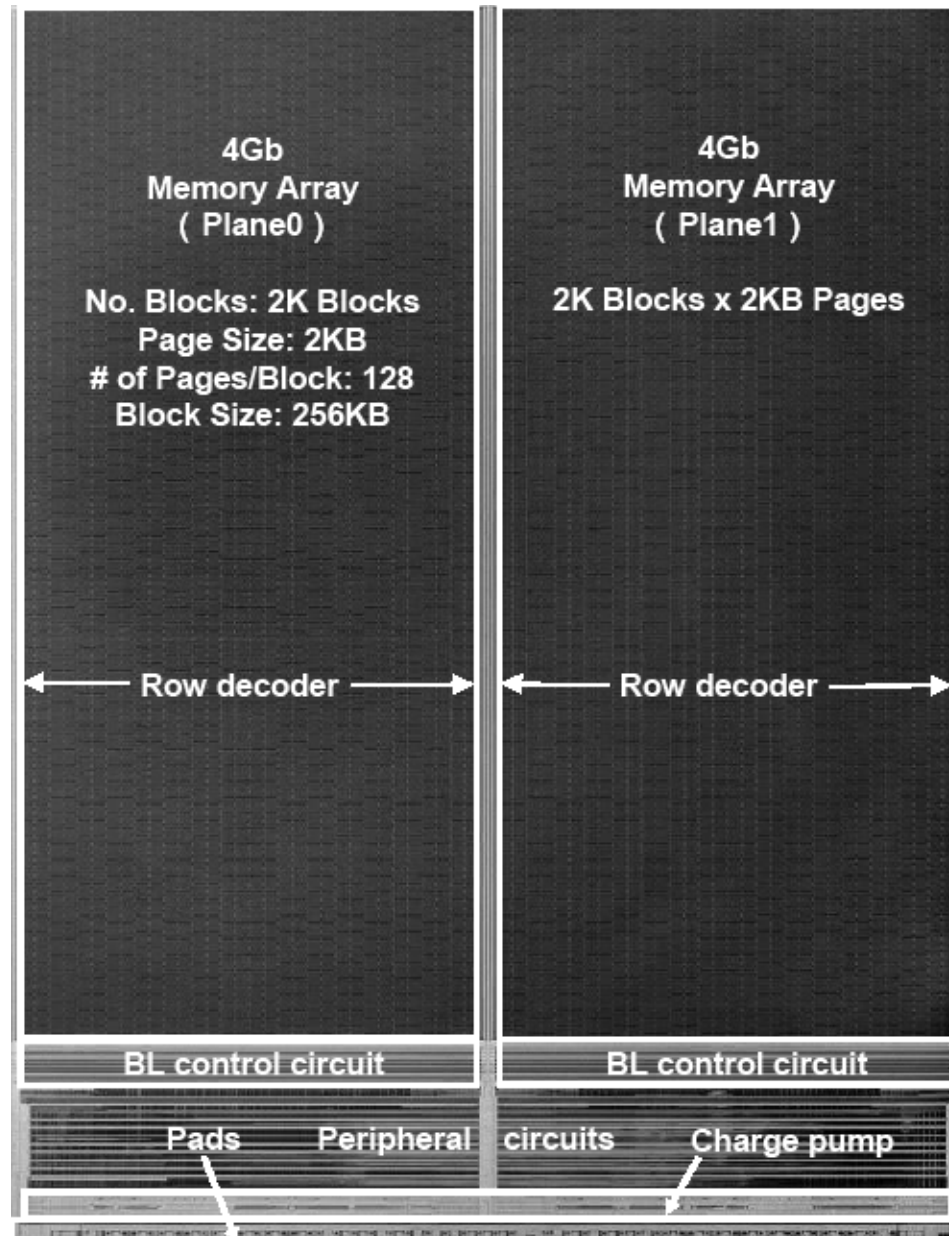 4Gb
Memory Array
( Plane0 )
No. Blocks: 2K Blocks
Page Size: 2KB
# of Pages/Block: 128
Block Size: 256KB
4Gb
Memory Array
( Plane1 )
2K Blocks x 2KB Pages
Row decoder
Row decoder
BL control circuit
BL control circuit
Pads
Peripheral circuits
Charge pump